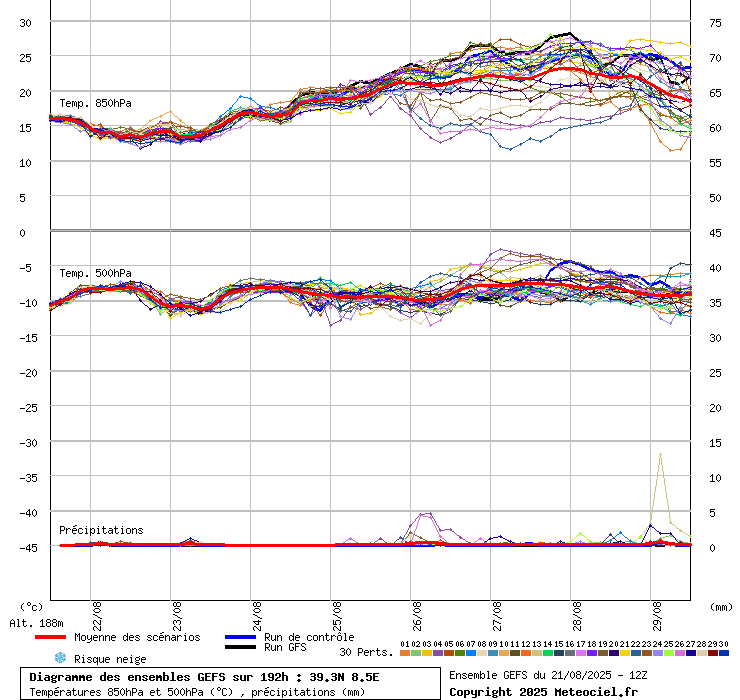 30
25
20
15
10
5
0
-5
-10
-15
-20
-25
-30
-35
-40
-45
75
70
65
60
55
50
45
40
35
30
25
20
15
10
5
0
Temp. 850hPa
Temp. 500hPa
Précipitations
(°c)
(mm)
Alt. 188m
22/08
23/08
24/08
25/08
26/08
27/08
28/08
29/08
Moyenne des scénarios
Run de contrôle
Run GFS
Risque neige
30 Perts.
01 02 03 04 05 06 07 08 09 10 11 12 13 14 15 16 17 18 19 20 21 22 23 24 25 26 27 28 29 30
Diagramme des ensembles GEFS sur 192h : 39.3N 8.5E
Températures 850hPa et 500hPa (°C) , précipitations (mm)
Ensemble GEFS du 21/08/2025 - 12Z
Copyright 2025 Meteociel.fr